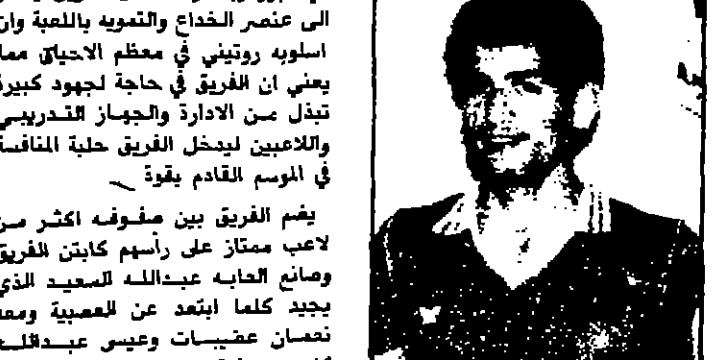 الى عنصر الخداع والتمويه باللعبة وان
اسلوبه روتيني في معظم الاحيان مما
يعني ان الفريق في حاجة لجهود كبيرة
تبذل من الادارة والجهاز التدريبي
واللاعبين ليدخل الفريق حلبة المنافسة
في الموسم القادم بقوة
يضم الفريق بين صفوفه اكثر من
لاعب ممتاز على رأسهم كابتن الفريق
وصانع العابه عبدالله السعيد الذي
يجيد كلما ابتعد عن العصبية ومعه
نعمان عضيبات وعيسى عبدالله